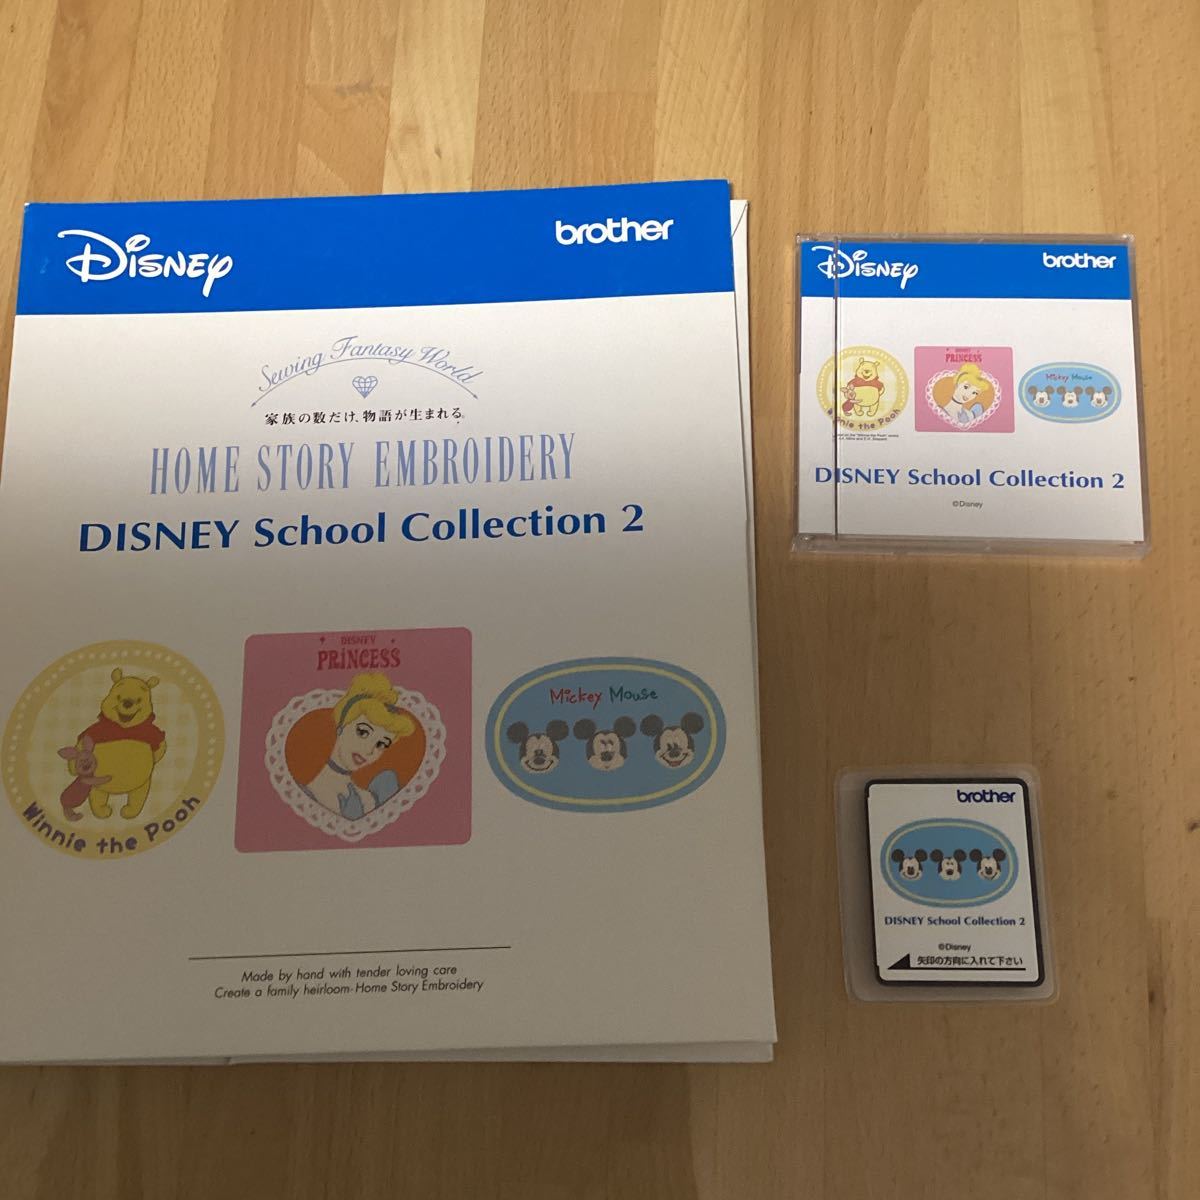 Disney
brother
Sewing Fantasy World
家族の数だけ、物語が生まれる。
HOME STORY EMBROIDERY
DISNEY School Collection 2
Winnie the Pooh
DISNEY
PRINCESS
Mickey Mouse
Made by hand with tender loving care
Create a family heirloom-Home Story Embroidery
Disney
brother
Winnie the Pooh
DISNEY
PRINCESS
Mickey Mouse
DISNEY School Collection 2
©Disney
brother
DISNEY School Collection 2
©Disney
矢印の方向に入れて下さい